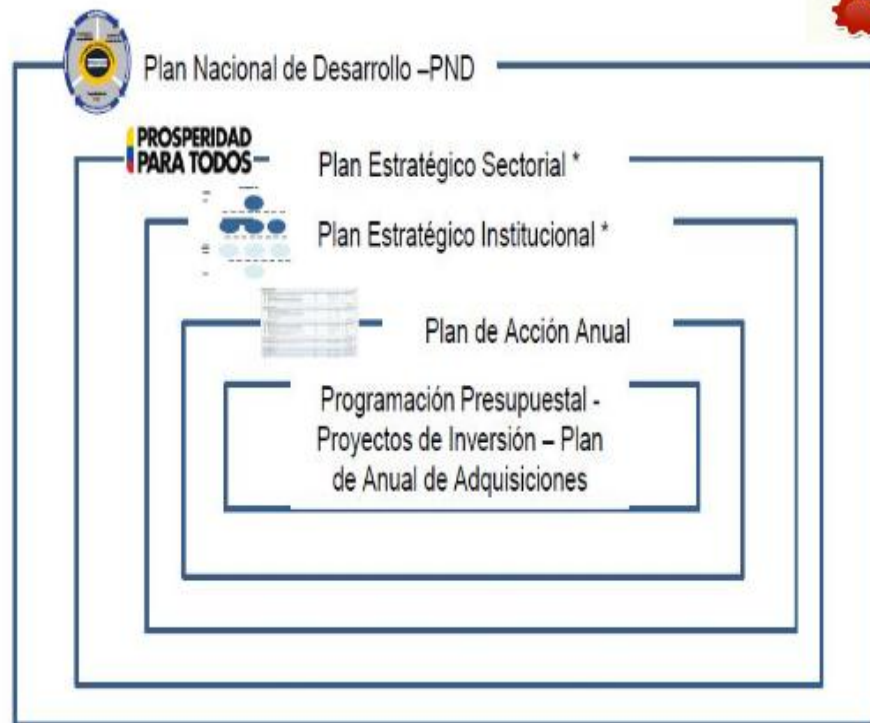 Plan Nacional de Desarrollo –PND
PROSPERIDAD
PARA TODOS
Plan Estratégico Sectorial *
Plan Estratégico Institucional *
Plan de Acción Anual
Programación Presupuestal -
Proyectos de Inversión – Plan
de Anual de Adquisiciones